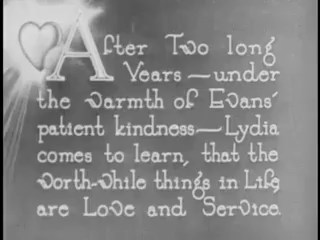 After Two long
Years — under
the warmth of Evans'
patient kindness — Lydia
comes to learn, that the
worth-while things in Life,
are Love and Service.